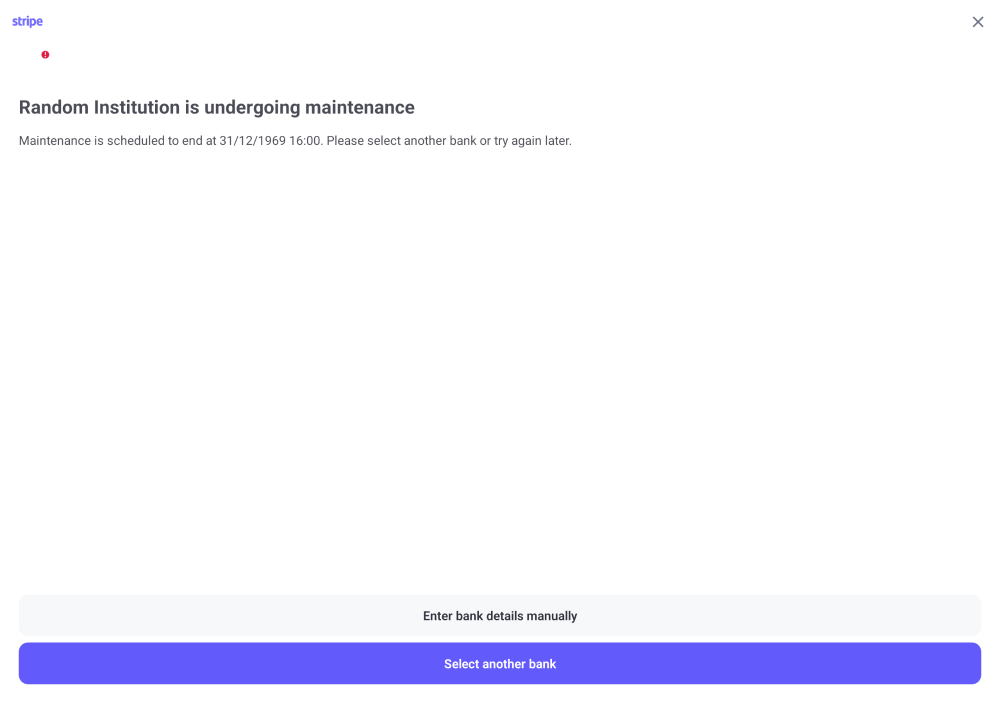 stripe
Random Institution is undergoing maintenance
Maintenance is scheduled to end at 31/12/1969 16:00. Please select another bank or try again later.
Enter bank details manually
Select another bank